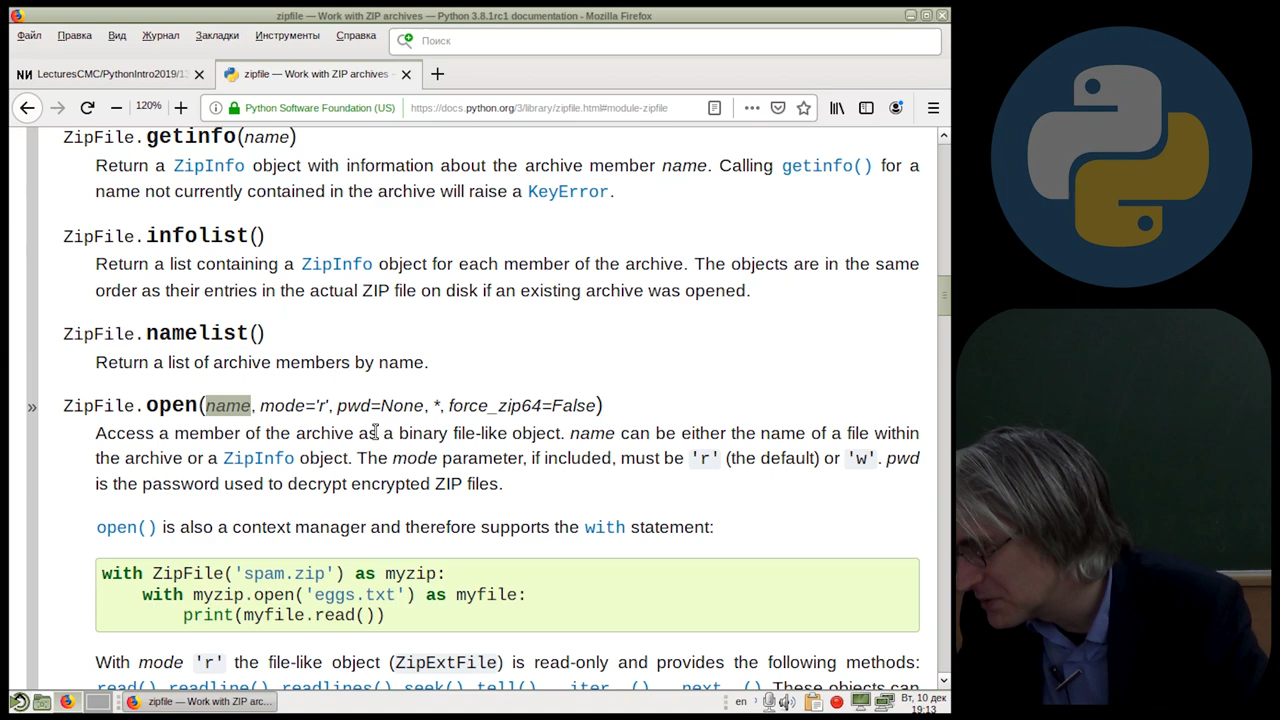 zipfile — Work with ZIP archives — Python 3.8.1rc1 documentation - Mozilla Firefox
Файл Правка Вид Журнал Закладки Инструменты Справка Поиск
LecturesCMC/PythonIntro2019/1 zipfile — Work with ZIP archives
120% Python Software Foundation (US) https://docs.python.org/3/library/zipfile.html#module-zipfile
ZipFile.getinfo(name)
Return a ZipInfo object with information about the archive member name. Calling getinfo() for a
name not currently contained in the archive will raise a KeyError.
ZipFile.infolist()
Return a list containing a ZipInfo object for each member of the archive. The objects are in the same
order as their entries in the actual ZIP file on disk if an existing archive was opened.
ZipFile.namelist()
Return a list of archive members by name.
» ZipFile.open(name, mode='r', pwd=None, *, force_zip64=False)
Access a member of the archive as a binary file-like object. name can be either the name of a file within
the archive or a ZipInfo object. The mode parameter, if included, must be 'r' (the default) or 'w'. pwd
is the password used to decrypt encrypted ZIP files.
open() is also a context manager and therefore supports the with statement:
with ZipFile('spam.zip') as myzip:
with myzip.open('eggs.txt') as myfile:
print(myfile.read())
With mode 'r' the file-like object (ZipExtFile) is read-only and provides the following methods:
read(), readline(), readlines(), seek(), tell(), __iter__(), __next__(). These objects can
zipfile — Work with ZIP arc... en Вт, 10 дек
19:13